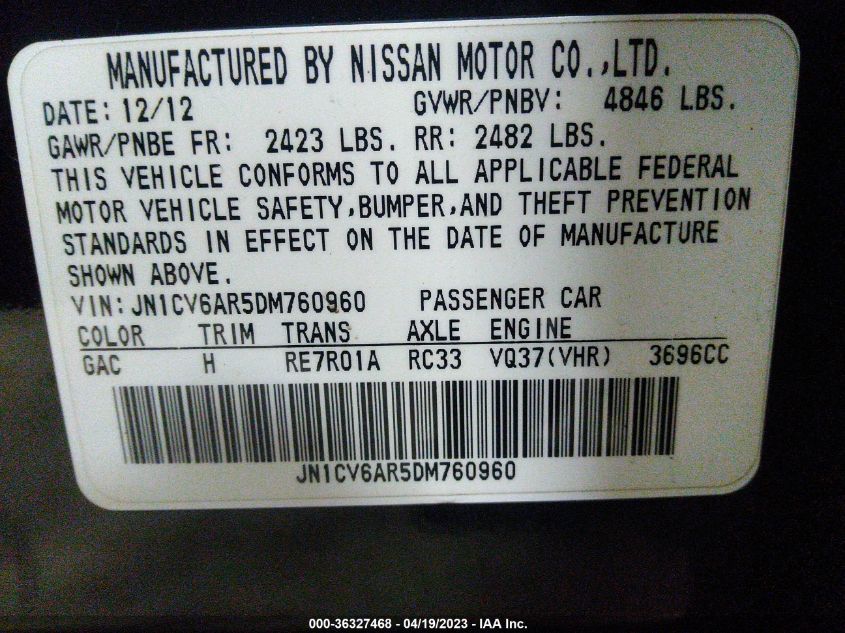 MANUFACTURED BY NISSAN MOTOR CO.,LTD.
DATE: 12/12 GVWR/PNBV: 4846 LBS.
GAWR/PNBE FR: 2423 LBS. RR: 2482 LBS.
THIS VEHICLE CONFORMS TO ALL APPLICABLE FEDERAL
MOTOR VEHICLE SAFETY,BUMPER,AND THEFT PREVENTION
STANDARDS IN EFFECT ON THE DATE OF MANUFACTURE
SHOWN ABOVE.
VIN: JN1CV6AR5DM760960 PASSENGER CAR
COLOR TRIM TRANS AXLE ENGINE
GAC H RE7R01A RC33 VQ37(VHR) 3696CC
JN1CV6AR5DM760960
000-36327468 - 04/19/2023 - IAA Inc.